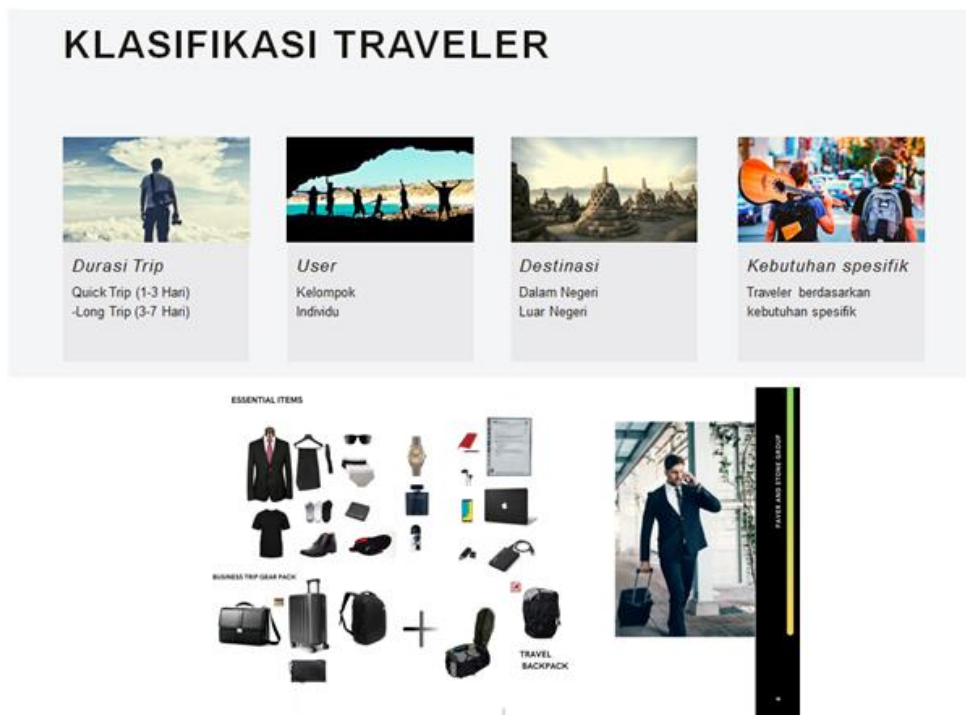 KLASIFIKASI TRAVELER
Durasi Trip
Quick Trip (1-3 Hari)
-Long Trip (3-7 Hari)
User
Kelompok
Individu
Destinasi
Dalam Negeri
Luar Negeri
Kebutuhan spesifik
Traveler berdasarkan
kebutuhan spesifik
ESSENTIAL ITEMS
BUSINESS TRIP GEAR PACK
TRAVEL
BACKPACK
PAVER AND STONE GROUP